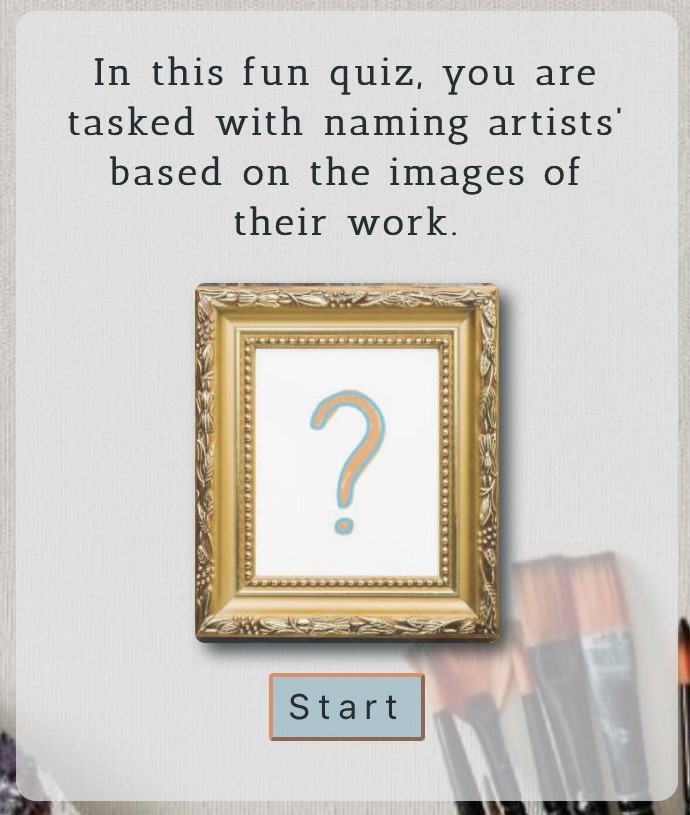 In this fun quiz, you are
tasked with naming artists'
based on the images of
their work.
?
Start